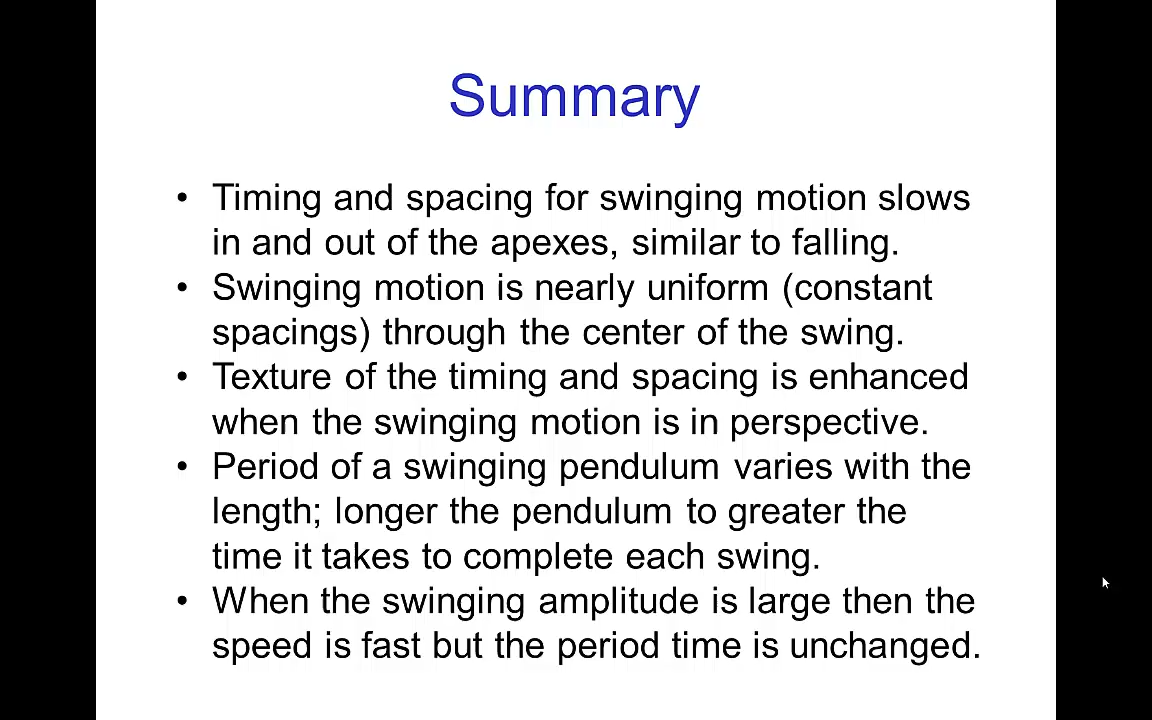 Summary
• Timing and spacing for swinging motion slows
in and out of the apexes, similar to falling.
• Swinging motion is nearly uniform (constant
spacings) through the center of the swing.
• Texture of the timing and spacing is enhanced
when the swinging motion is in perspective.
• Period of a swinging pendulum varies with the
length; longer the pendulum to greater the
time it takes to complete each swing.
• When the swinging amplitude is large then the
speed is fast but the period time is unchanged.